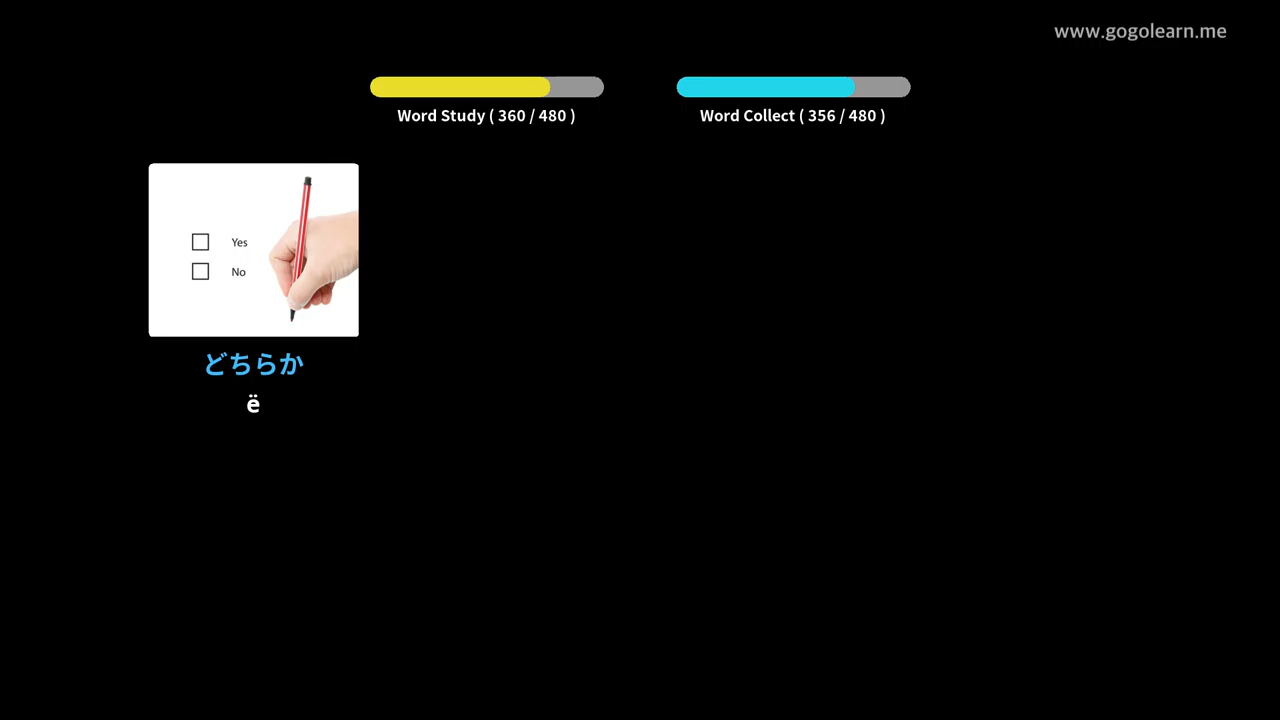 www.gogolearn.me
Word Study ( 360 / 480 )
Word Collect ( 356 / 480 )
Yes
No
どちらか
ë